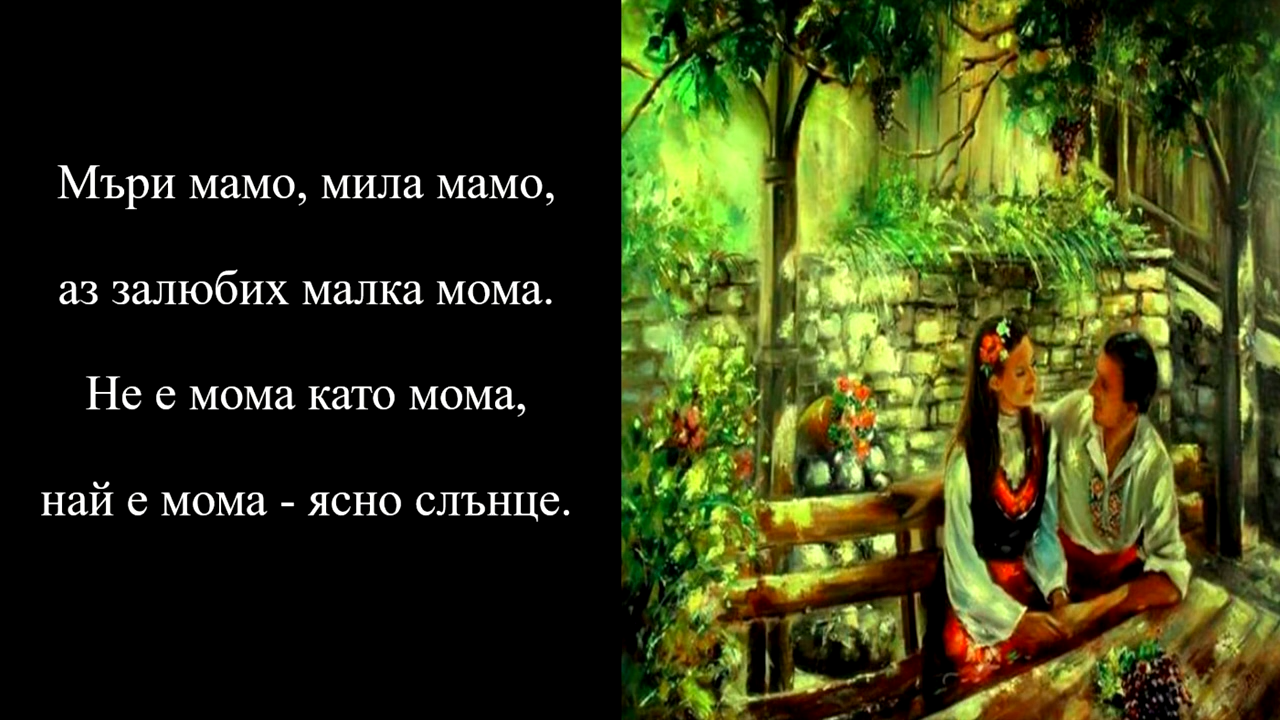 Мъри мамо, мила мамо,
аз залюбих малка мома.
Не е мома като мома,
най е мома - ясно слънце.